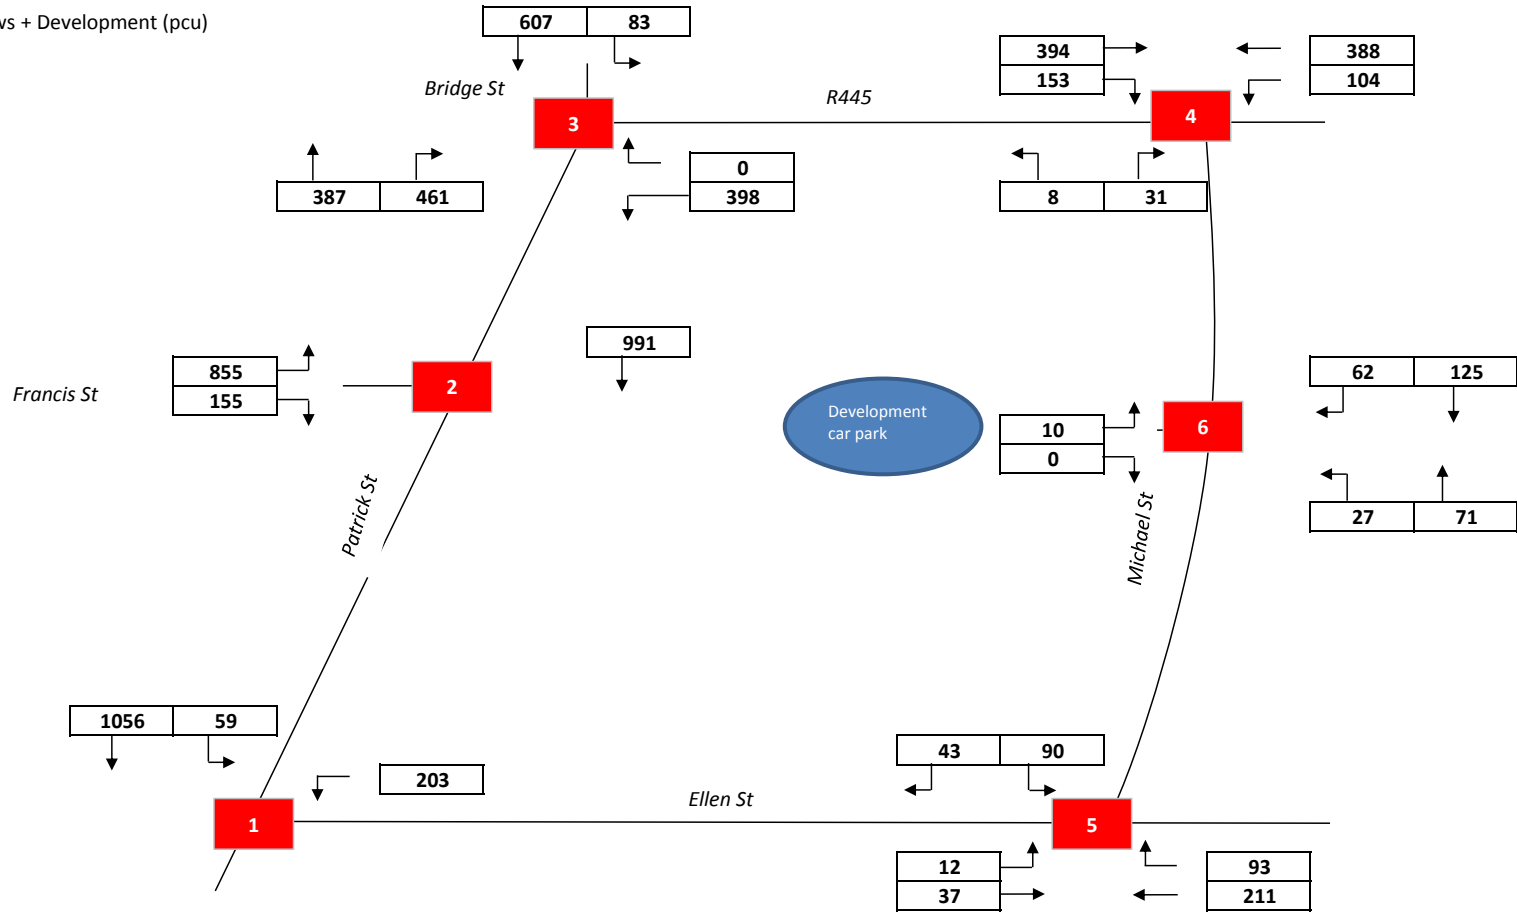 ws + Development (pcu)
607 83
394 388
153 104
Bridge St
R445
3
4
0
398
387 461
8 31
991
855
155
Francis St
2
62 125
Development
car park
10
0
6
27 71
Patrick St
Michael St
1056 59
203
43 90
Ellen St
1
5
12 93
37 211